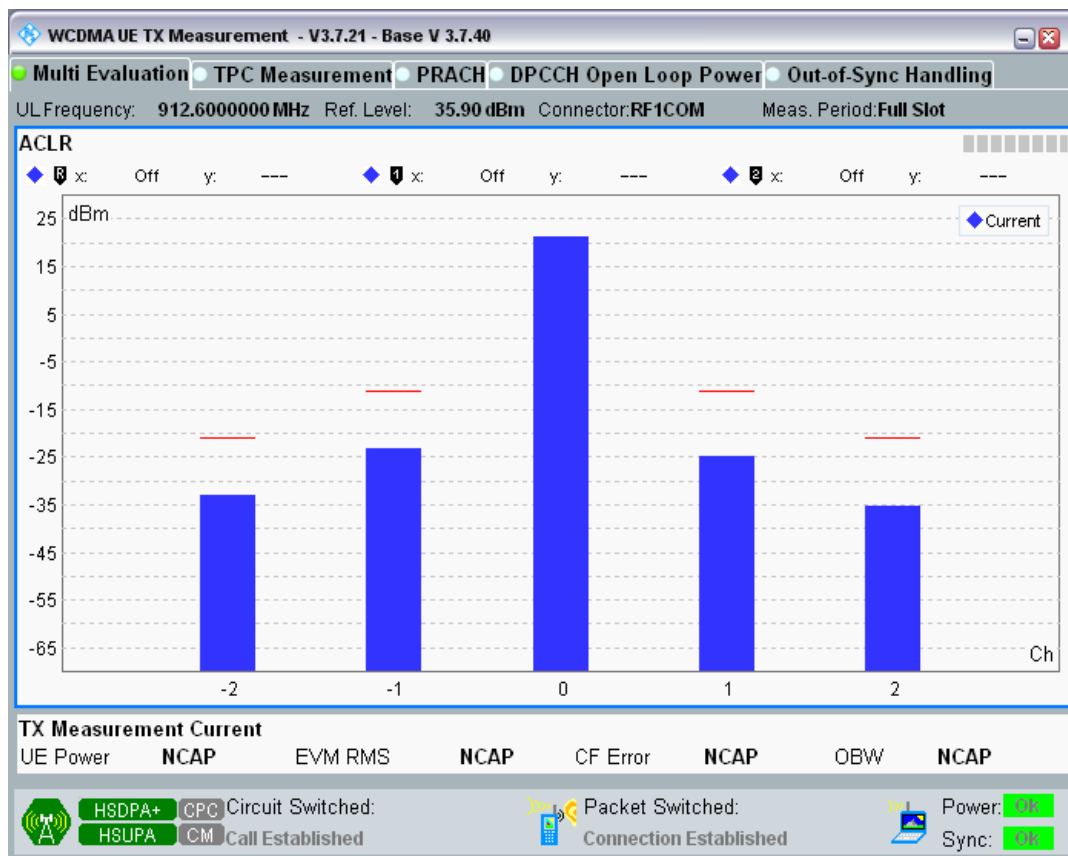 WCDMA UE TX Measurement - V3.7.21 - Base V 3.7.40
Multi Evaluation TPC Measurement PRACH DPCCH Open Loop Power Out-of-Sync Handling
UL Frequency: 912.6000000 MHz Ref. Level: 35.90 dBm Connector:RF1COM Meas. Period:Full Slot
ACLR
R x: Off y: --- 1 x: Off y: --- 2 x: Off y: ---
dBm
Current
25
15
5
-5
-15
-25
-35
-45
-55
-65
Ch
-2 -1 0 1 2
TX Measurement Current
UE Power NCAP EVM RMS NCAP CF Error NCAP OBW NCAP
HSDPA+ CPC Circuit Switched: Packet Switched: Power: OK
HSUPA CM Call Established Connection Established Sync: OK